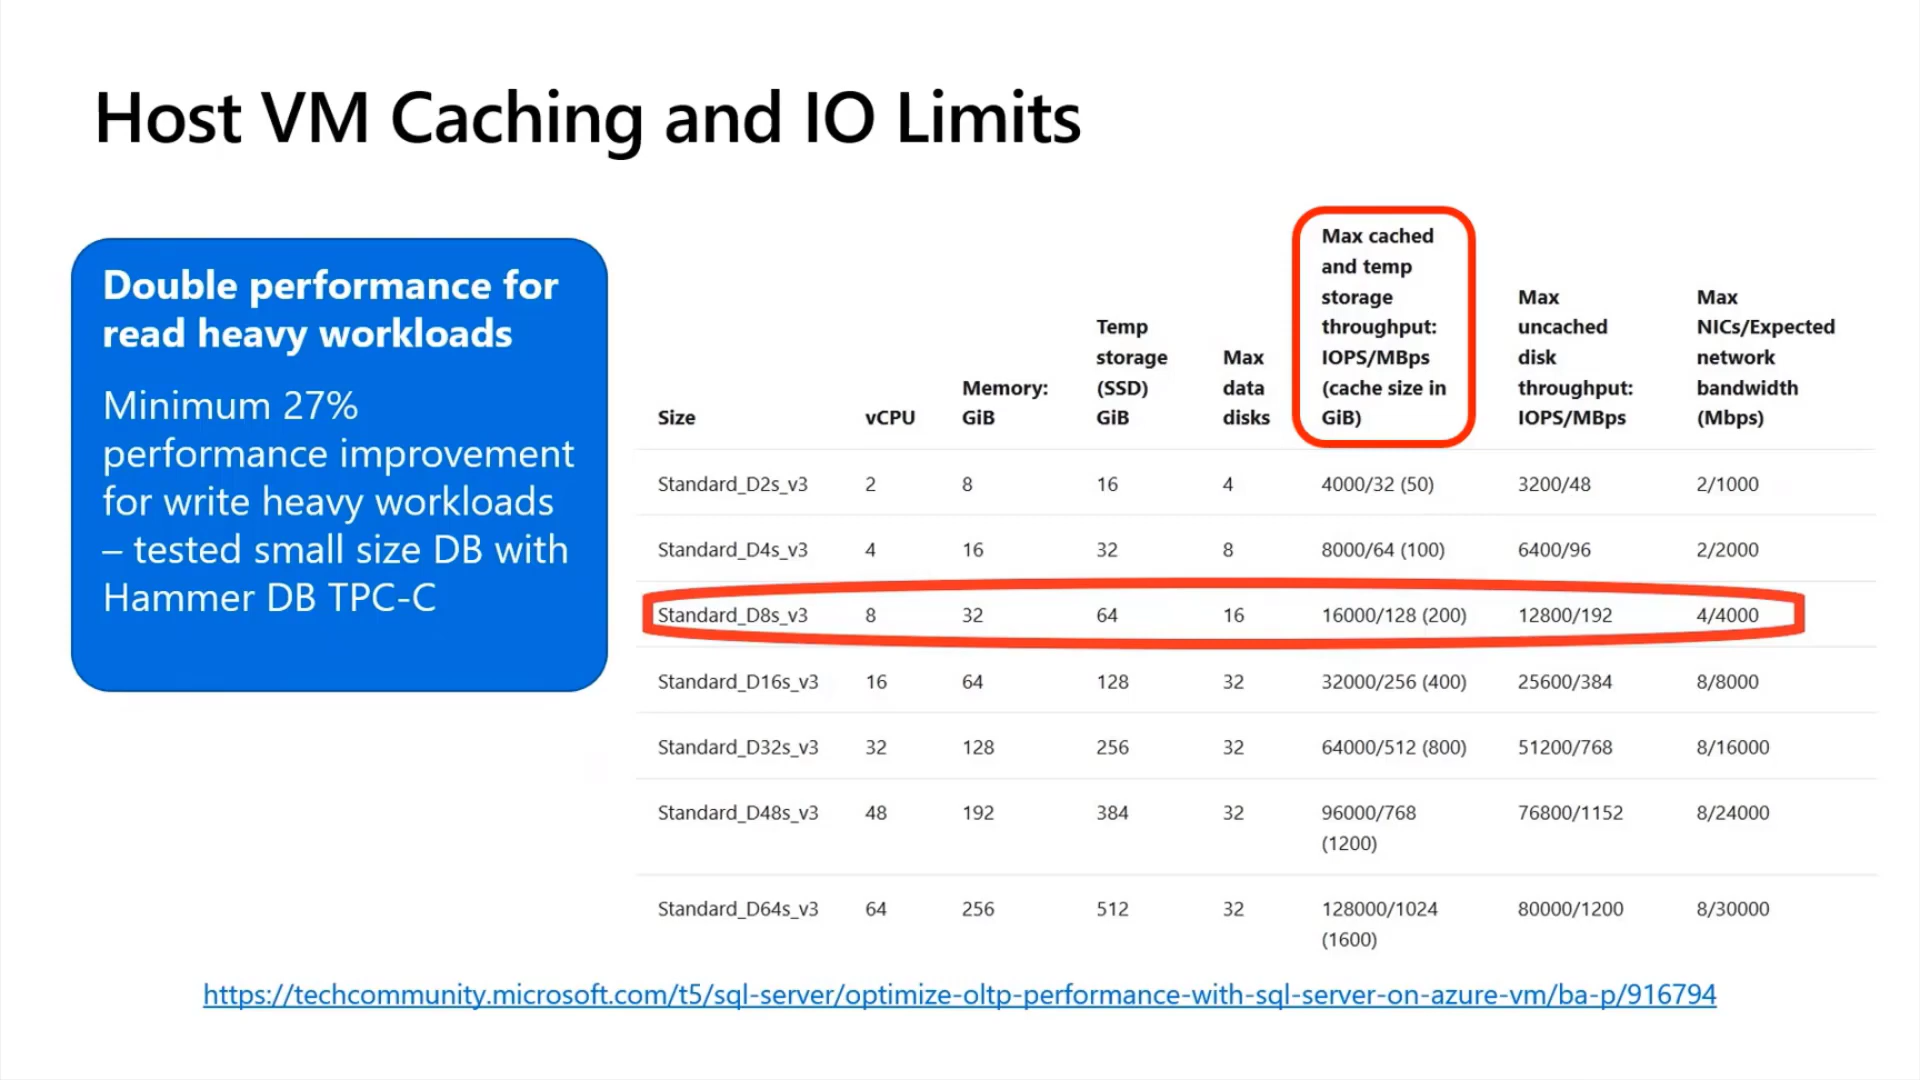 Host VM Caching and IO Limits
Double performance for
read heavy workloads
Minimum 27%
performance improvement
for write heavy workloads
– tested small size DB with
Hammer DB TPC-C
Size
vCPU
Memory:
GiB
Temp
storage
(SSD)
GiB
Max
data
disks
Max cached
and temp
storage
throughput:
IOPS/MBps
(cache size in
GiB)
Max
uncached
disk
throughput:
IOPS/MBps
Max
NICs/Expected
network
bandwidth
(Mbps)
Standard_D2s_v3 2 8 16 4 4000/32 (50) 3200/48 2/1000
Standard_D4s_v3 4 16 32 8 8000/64 (100) 6400/96 2/2000
Standard_D8s_v3 8 32 64 16 16000/128 (200) 12800/192 4/4000
Standard_D16s_v3 16 64 128 32 32000/256 (400) 25600/384 8/8000
Standard_D32s_v3 32 128 256 32 64000/512 (800) 51200/768 8/16000
Standard_D48s_v3 48 192 384 32 96000/768 76800/1152 8/24000
(1200)
Standard_D64s_v3 64 256 512 32 128000/1024 80000/1200 8/30000
(1600)
https://techcommunity.microsoft.com/t5/sql-server/optimize-oltp-performance-with-sql-server-on-azure-vm/ba-p/916794